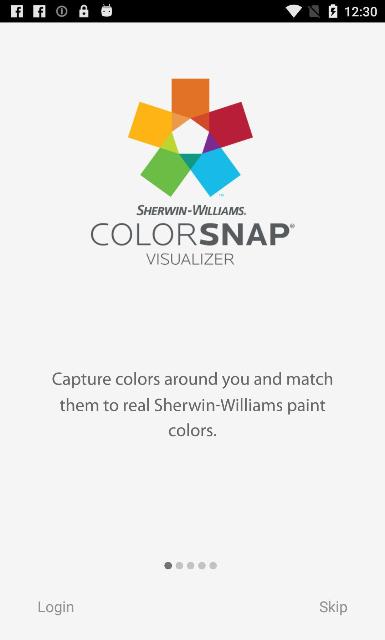 12:30
SHERWIN-WILLIAMS.
COLORSNAP®
VISUALIZER
Capture colors around you and match
them to real Sherwin-Williams paint
colors.
Login
Skip